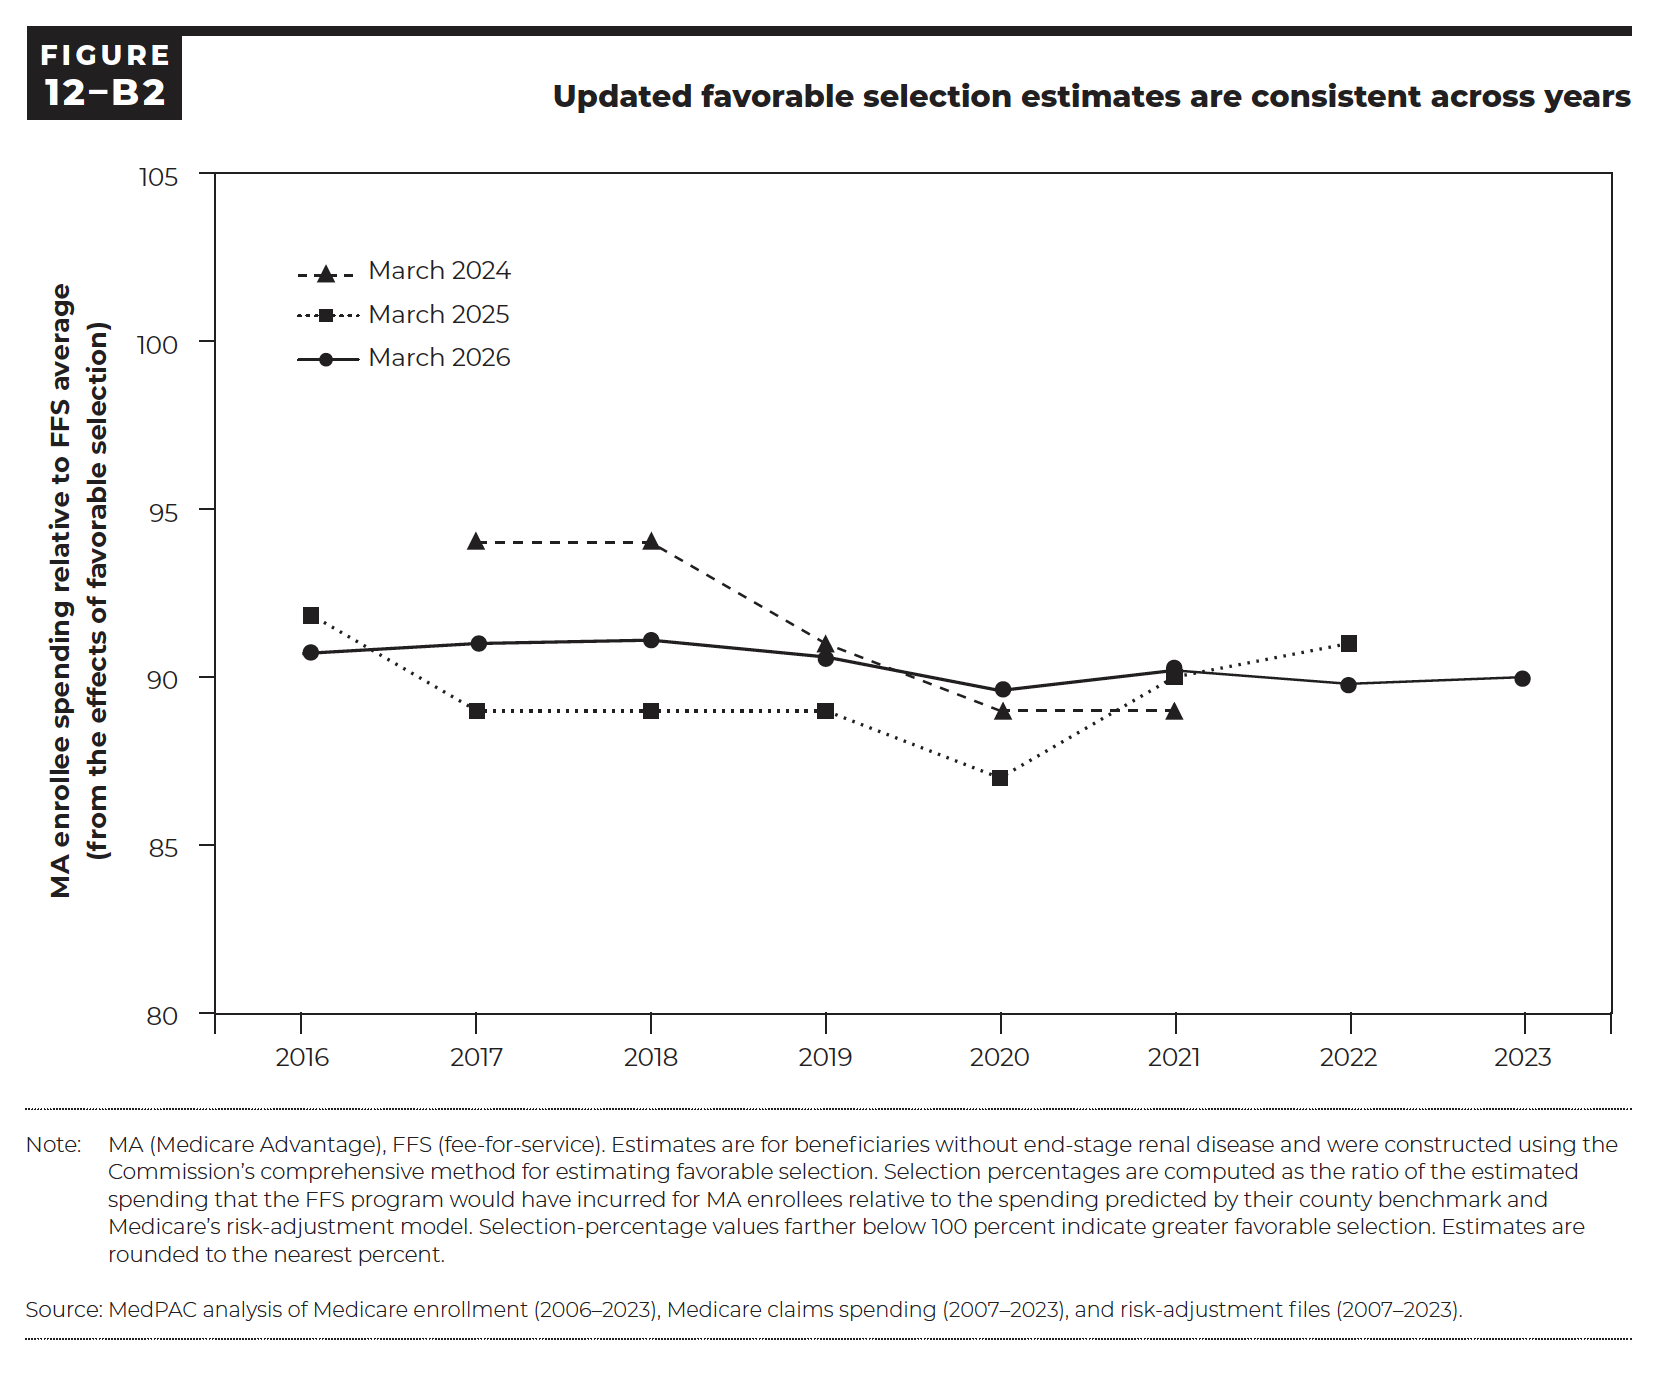 FIGURE
12–B2
Updated favorable selection estimates are consistent across years
MA enrollee spending relative to FFS average
(from the effects of favorable selection)
105
100
95
90
85
80
March 2024
March 2025
March 2026
2016 2017 2018 2019 2020 2021 2022 2023
Note: MA (Medicare Advantage), FFS (fee-for-service). Estimates are for beneficiaries without end-stage renal disease and were constructed using the
Commission’s comprehensive method for estimating favorable selection. Selection percentages are computed as the ratio of the estimated
spending that the FFS program would have incurred for MA enrollees relative to the spending predicted by their county benchmark and
Medicare’s risk-adjustment model. Selection-percentage values farther below 100 percent indicate greater favorable selection. Estimates are
rounded to the nearest percent.
Source: MedPAC analysis of Medicare enrollment (2006–2023), Medicare claims spending (2007–2023), and risk-adjustment files (2007–2023).